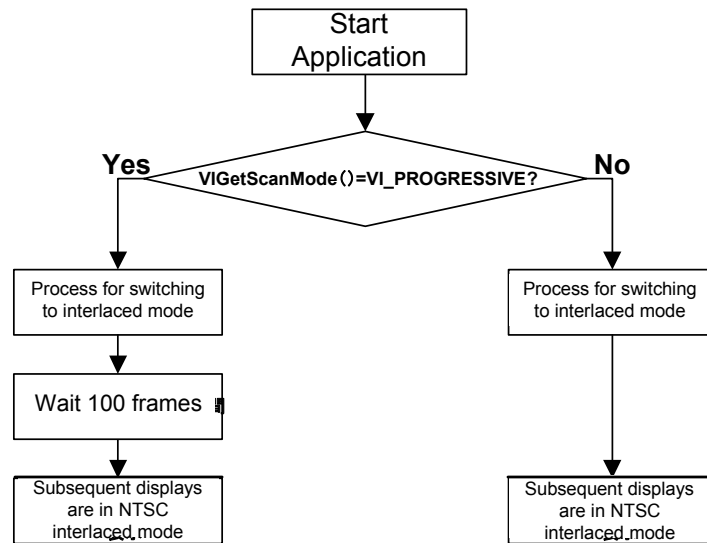 Start
Application
Yes
No
VIGetScanMode()=VI_PROGRESSIVE?
Process for switching
to interlaced mode
Process for switching
to interlaced mode
Wait 100 frames
Subsequent displays
are in NTSC
interlaced mode
Subsequent displays
are in NTSC
interlaced mode